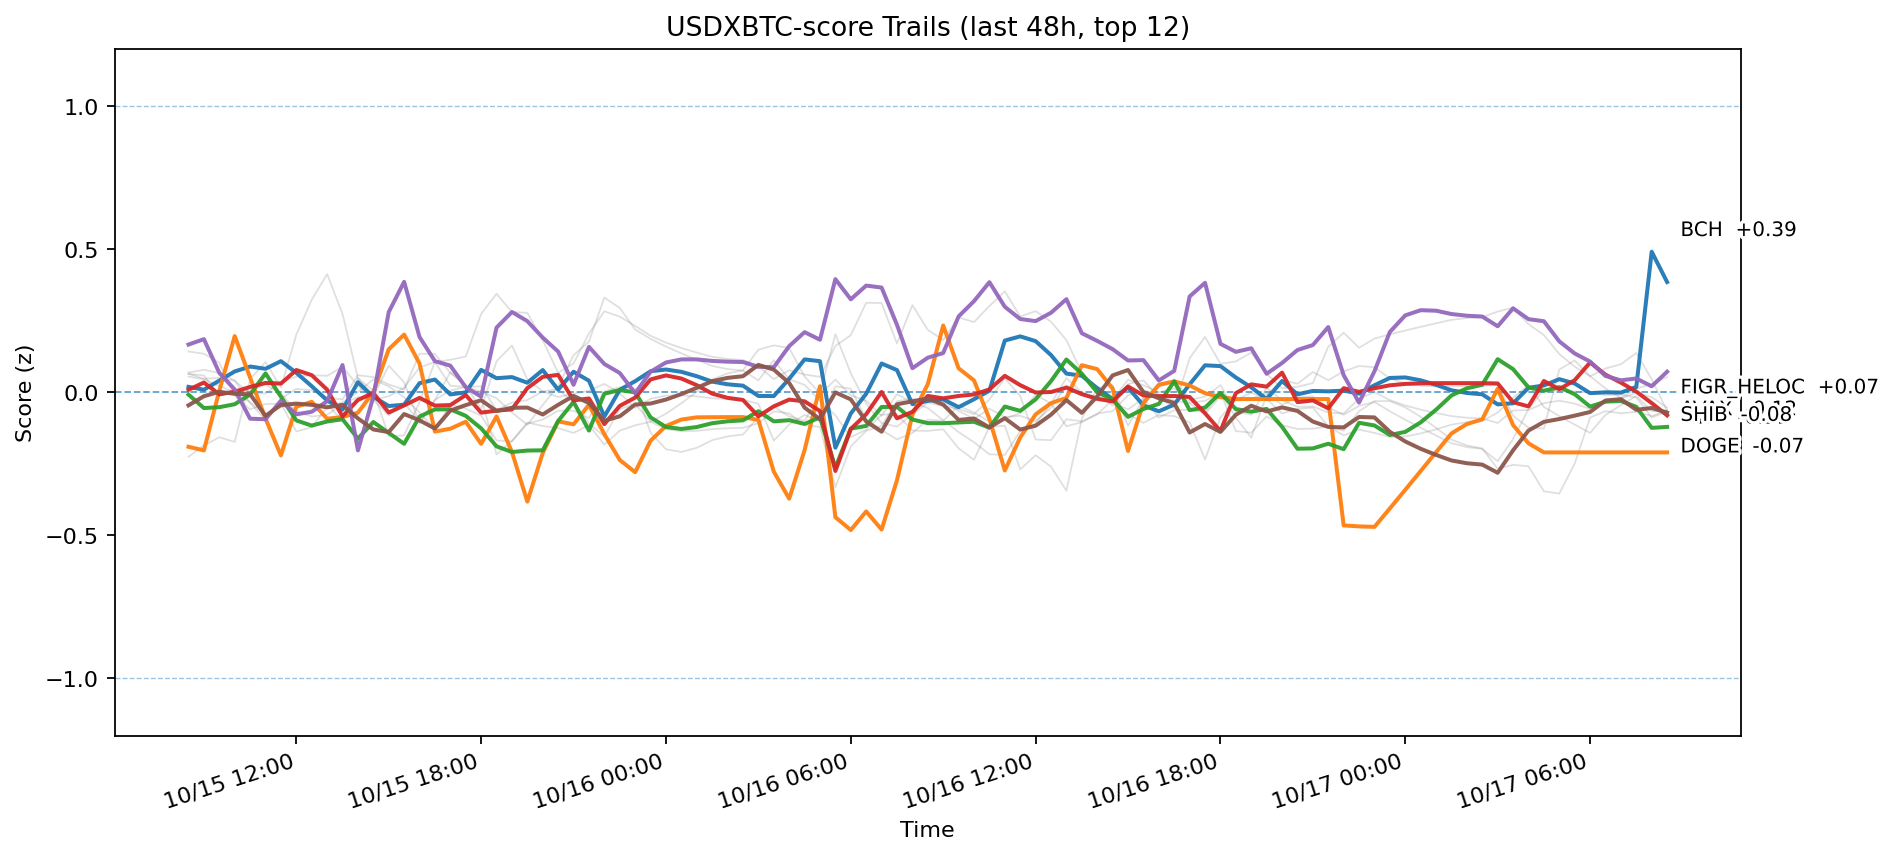 USDXBTC-score Trails (last 48h, top 12)
Score (z)
1.0
0.5
0.0
−0.5
−1.0
BCH +0.39
FIGR_HELOC +0.07
SHIB -0.08
DOGE -0.07
10/15 12:00
10/15 18:00
10/16 00:00
10/16 06:00
10/16 12:00
10/16 18:00
10/17 00:00
10/17 06:00
Time